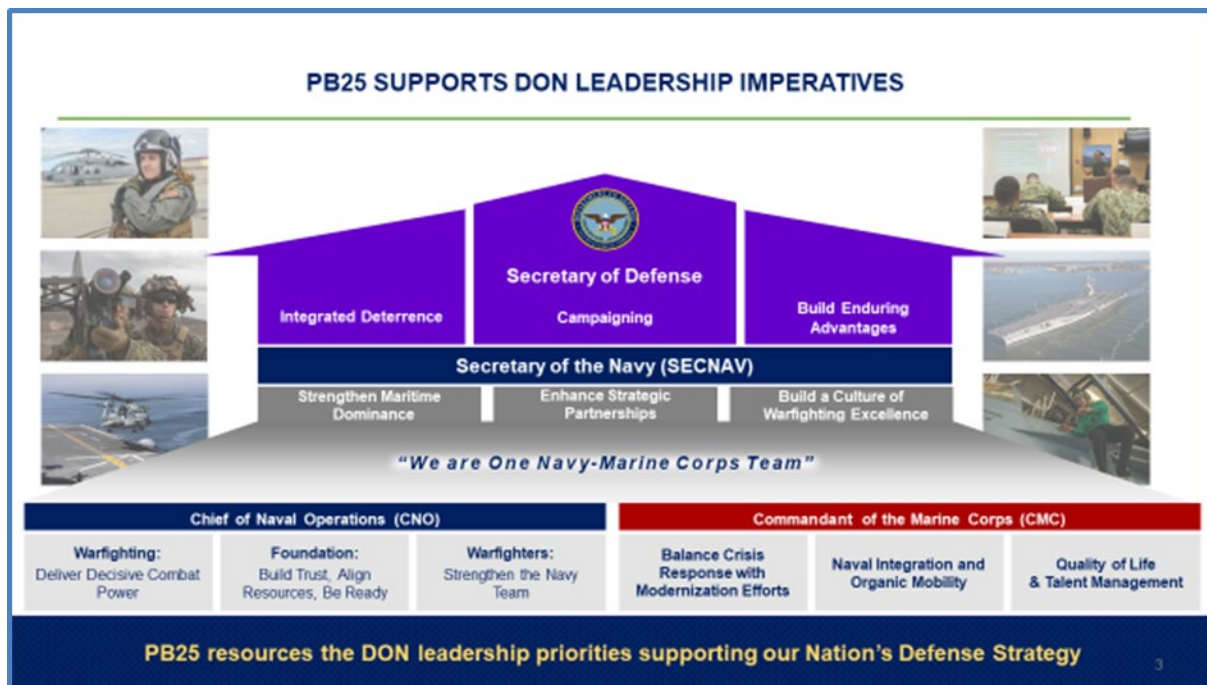 PB25 SUPPORTS DON LEADERSHIP IMPERATIVES
Secretary of Defense
Integrated Deterrence
Campaigning
Build Enduring
Advantages
Secretary of the Navy (SECNAV)
Strengthen Maritime
Dominance
Enhance Strategic
Partnerships
Build a Culture of
Warfighting Excellence
“We are One Navy-Marine Corps Team”
Chief of Naval Operations (CNO)
Warfighting:
Deliver Decisive Combat
Power
Foundation:
Build Trust, Align
Resources, Be Ready
Warfighters:
Strengthen the Navy
Team
Commandant of the Marine Corps (CMC)
Balance Crisis
Response with
Modernization Efforts
Naval Integration and
Organic Mobility
Quality of Life
& Talent Management
PB25 resources the DON leadership priorities supporting our Nation’s Defense Strategy
3